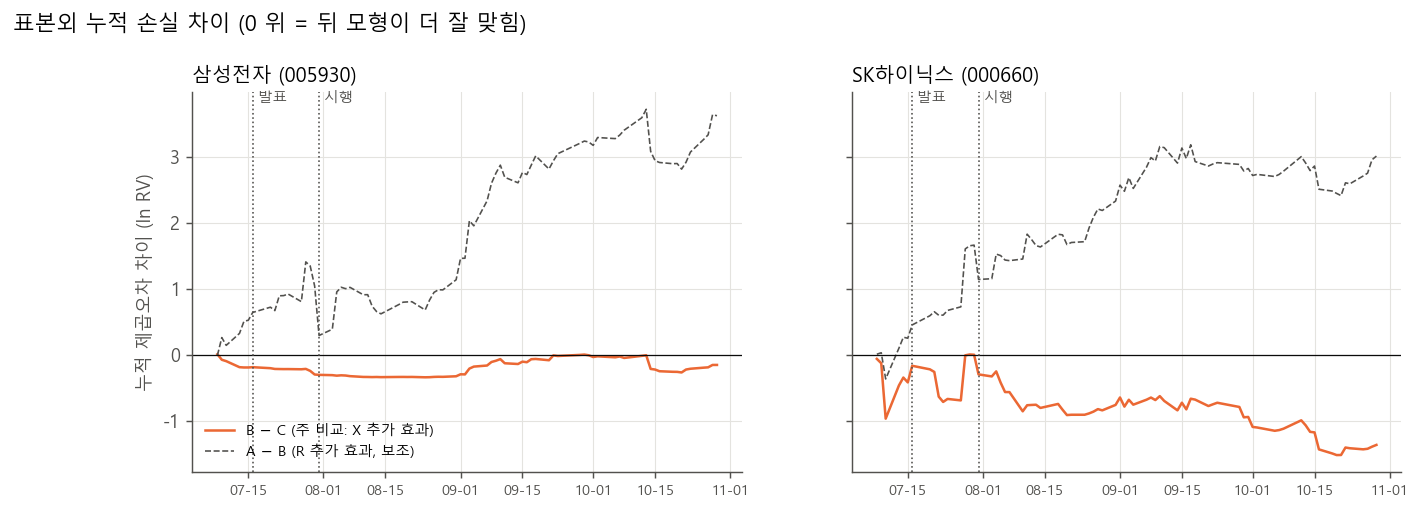 표본외 누적 손실 차이 (0 위 = 뒤 모형이 더 잘 맞힘)
삼성전자 (005930)
발표
시행
누적 제곱오차 차이 (ln RV)
3
2
1
0
-1
B − C (주 비교: X 추가 효과)
A − B (R 추가 효과, 보조)
07-15
08-01
08-15
09-01
09-15
10-01
10-15
11-01
SK하이닉스 (000660)
발표
시행
07-15
08-01
08-15
09-01
09-15
10-01
10-15
11-01